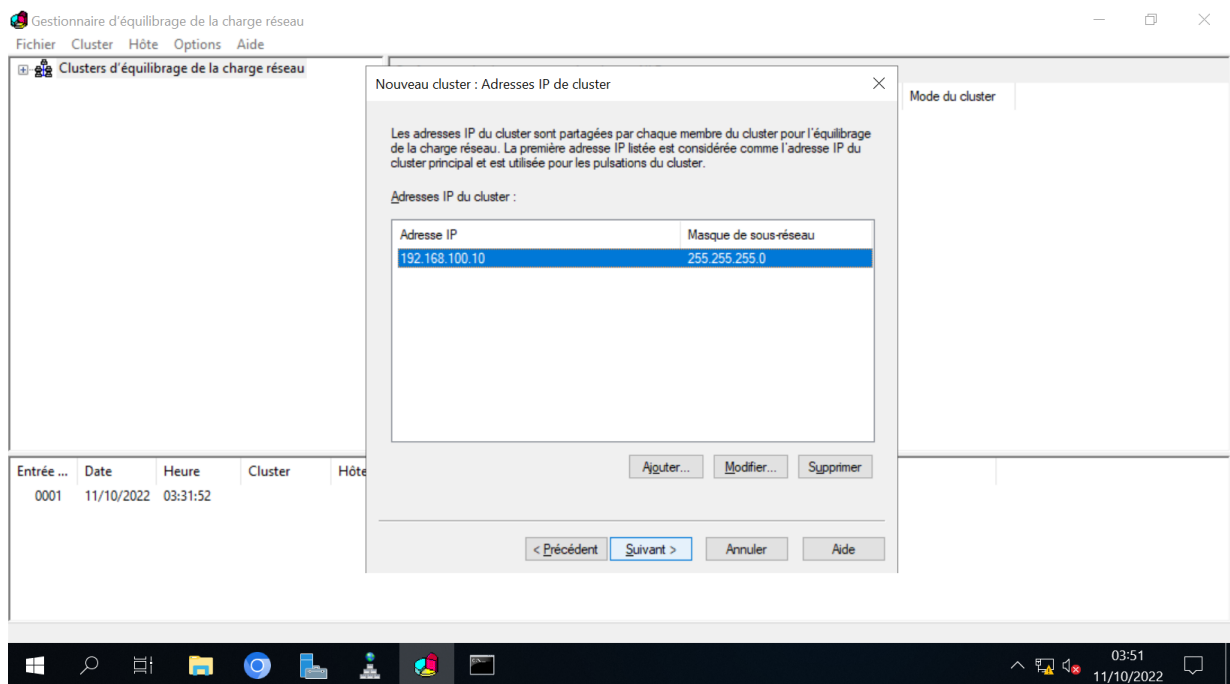 Gestionnaire d'équilibrage de la charge réseau
Fichier Cluster Hôte Options Aide
Clusters d'équilibrage de la charge réseau
Mode du cluster
Nouveau cluster : Adresses IP de cluster
Les adresses IP du cluster sont partagées par chaque membre du cluster pour l'équilibrage
de la charge réseau. La première adresse IP listée est considérée comme l'adresse IP du
cluster principal et est utilisée pour les pulsations du cluster.
Adresses IP du cluster :
Adresse IP Masque de sous-réseau
192.168.100.10 255.255.255.0
Ajouter... Modifier... Supprimer
< Précédent Suivant > Annuler Aide
Entrée ... Date Heure Cluster Hôte
0001 11/10/2022 03:31:52
03:51
11/10/2022